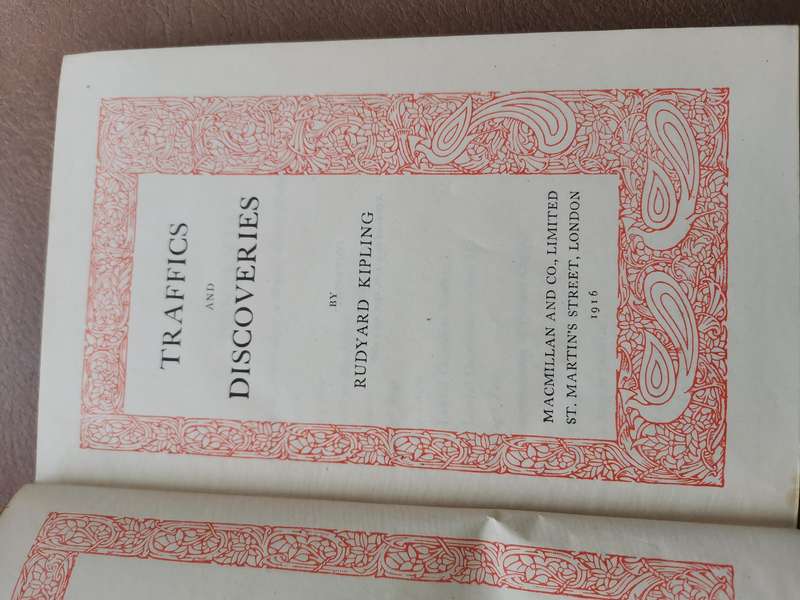 TRAFFICS
AND
DISCOVERIES
BY
RUDYARD KIPLING
MACMILLAN AND CO., LIMITED
ST. MARTIN'S STREET, LONDON
1916